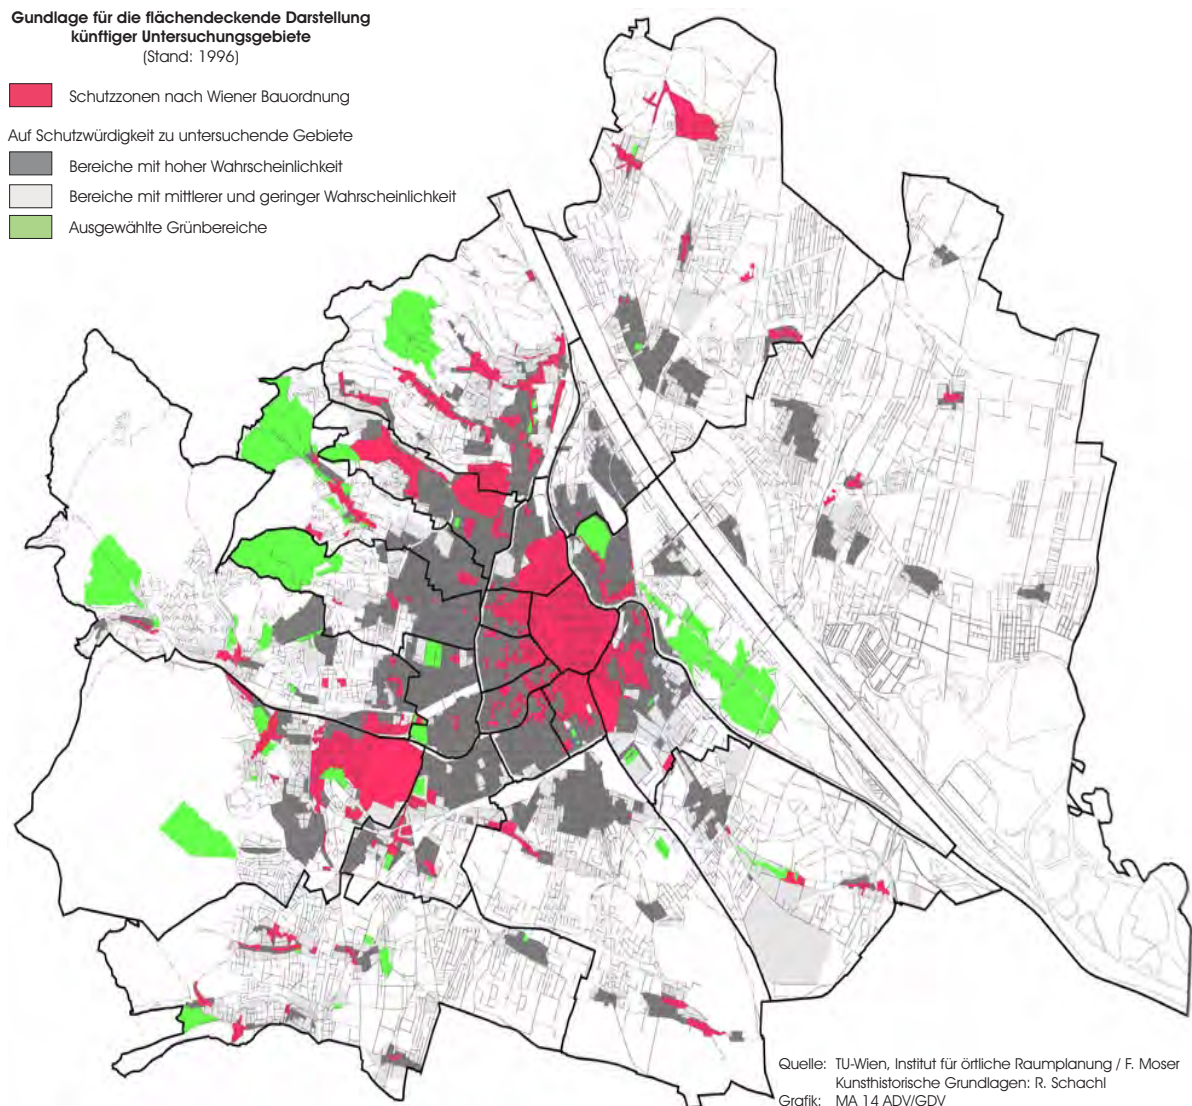 Gundlage für die flächendeckende Darstellung
künftiger Untersuchungsgebiete
(Stand: 1996)
Schutzzonen nach Wiener Bauordnung
Auf Schutzwürdigkeit zu untersuchende Gebiete
Bereiche mit hoher Wahrscheinlichkeit
Bereiche mit mittlerer und geringer Wahrscheinlichkeit
Ausgewählte Grünbereiche
Quelle: TU-Wien, Institut für örtliche Raumplanung / F. Moser
Kunsthistorische Grundlagen: R. Schachl
Grafik: MA 14 ADV/GDV